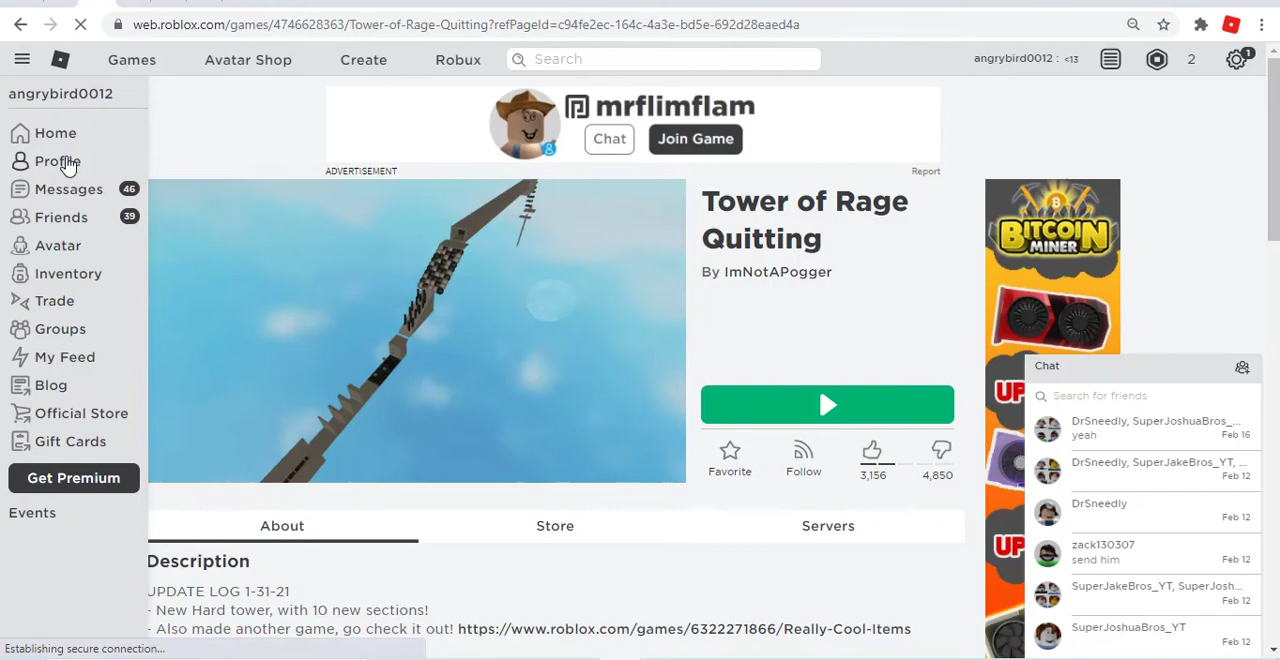 web.roblox.com/games/4746628363/Tower-of-Rage-Quitting?refPageId=c94fe2ec-164c-4a3e-bd5e-692d28eaed4a
Games
Avatar Shop
Create
Robux
Search
angrybird0012 : <13
2
1
angrybird0012
Home
Profile
Messages 46
Friends 39
Avatar
Inventory
Trade
Groups
My Feed
Blog
Official Store
Gift Cards
Get Premium
Events
mrflimflam
Chat
Join Game
ADVERTISEMENT
Report
Tower of Rage
Quitting
By ImNotAPogger
Favorite
Follow
3,156
4,850
About
Store
Servers
Description
UPDATE LOG 1-31-21
- New Hard tower, with 10 new sections!
- Also made another game, go check it out! https://www.roblox.com/games/6322271866/Really-Cool-Items
BITCOIN
MINER
UP
UP
Chat
Search for friends
DrSneedly, SuperJoshuaBros_...
yeah
Feb 16
DrSneedly, SuperJakeBros_YT, ...
Feb 12
DrSneedly
Feb 12
zack130307
send him
Feb 12
SuperJakeBros_YT, SuperJosh...
Feb 12
SuperJoshuaBros_YT
Feb 12
Establishing secure connection...